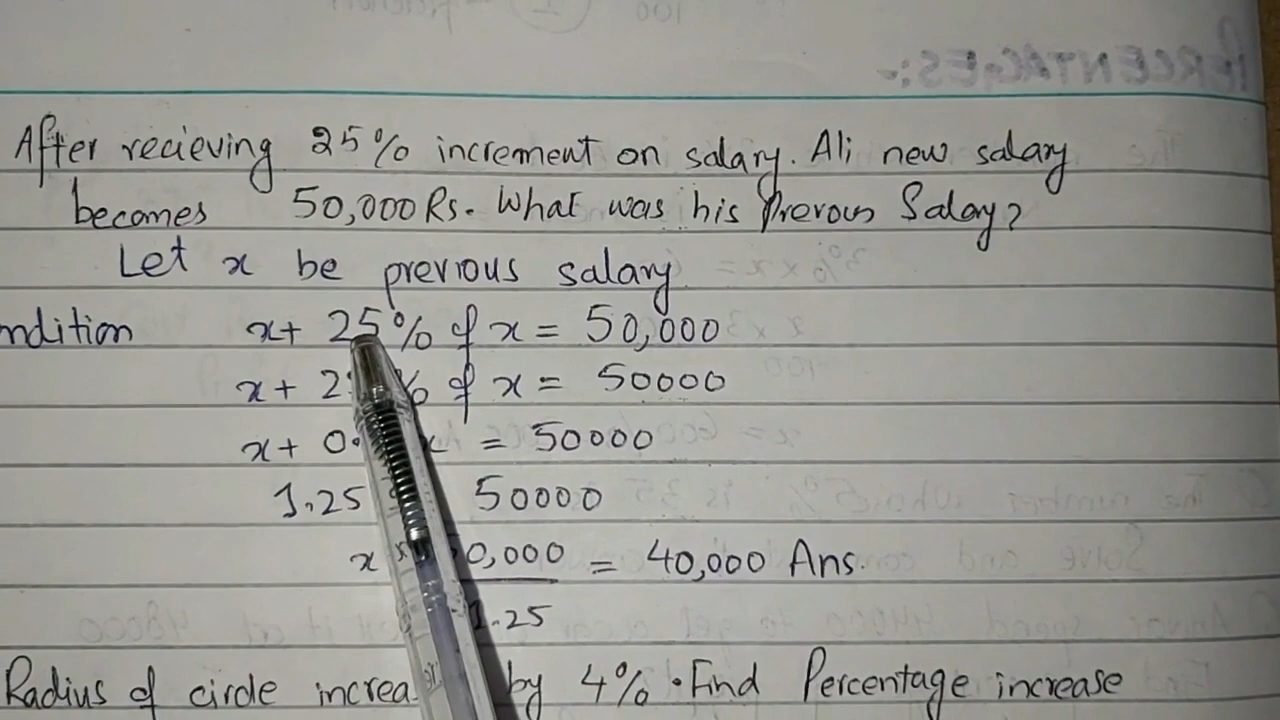 After recieving 25% increment on salary. Ali new salary
becomes 50,000 Rs. What was his Prevous Salary?
Let x be previous salary
ndition x + 25% of x = 50,000
x + 2 % of x = 50000
x + 0. x = 50000
1.25 50000
x 0,000 = 40,000 Ans.
1.25
Radius of circle increa by 4% . Find Percentage increase